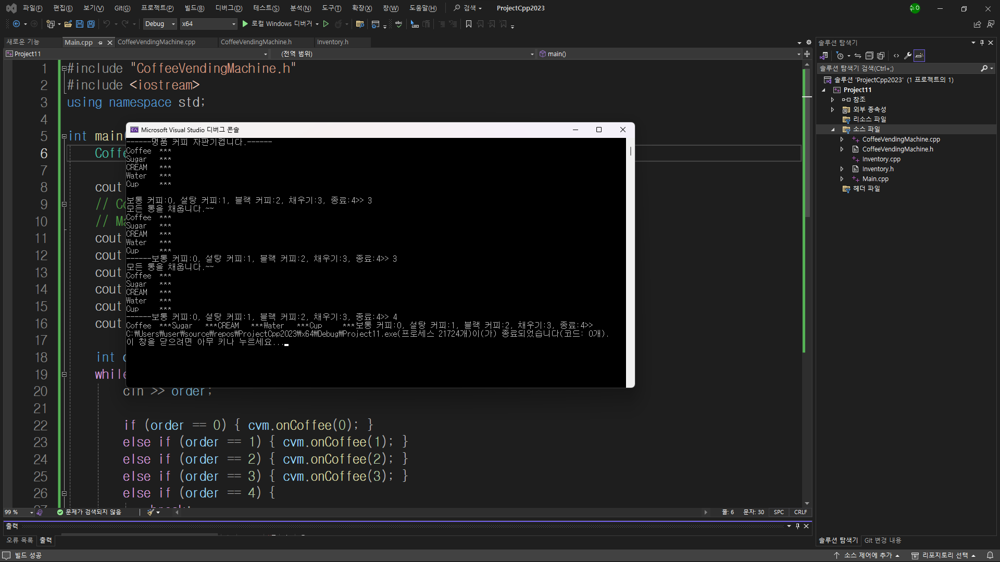 파일(F) 편집(E) 보기(V) Git(G) 프로젝트(P) 빌드(B) 디버그(D) 테스트(S) 분석(N) 도구(T) 확장(X) 창(W) 도움말(H) 검색 ProjectCpp2023 순0
Debug x64 로컬 Windows 디버거
새로운 기능 Main.cpp CoffeeVendingMachine.cpp CoffeeVendingMachine.h Inventory.h
Project11 (전역 범위) main()
1 #include "CoffeeVendingMachine.h"
2 #include <iostream>
3 using namespace std;
4
5 int main
6 Coffe
7
8 cout
9 // Co
10 // Ma
11 cout
12 cout
13 cout
14 cout
15 cout
16 cout
17
18 int
19 while
20 cin >> order;
21
22 if (order == 0) { cvm.onCoffee(0); }
23 else if (order == 1) { cvm.onCoffee(1); }
24 else if (order == 2) { cvm.onCoffee(2); }
25 else if (order == 3) { cvm.onCoffee(3); }
26 else if (order == 4) {
27 break;
Microsoft Visual Studio 디버그 콘솔
------명품 커피 자판기켭니다.------
Coffee ***
Sugar ***
CREAM ***
Water ***
Cup ***
보통 커피:0, 설탕 커피:1, 블랙 커피:2, 채우기:3, 종료:4>> 3
모든 통을 채웁니다.~~
Coffee ***
Sugar ***
CREAM ***
Water ***
Cup ***
------보통 커피:0, 설탕 커피:1, 블랙 커피:2, 채우기:3, 종료:4>> 3
모든 통을 채웁니다.~~
Coffee ***
Sugar ***
CREAM ***
Water ***
Cup ***
------보통 커피:0, 설탕 커피:1, 블랙 커피:2, 채우기:3, 종료:4>> 4
Coffee ***Sugar ***CREAM ***Water ***Cup ***보통 커피:0, 설탕 커피:1, 블랙 커피:2, 채우기:3, 종료:4>>
C:₩Users₩user₩source₩repos₩ProjectCpp2023₩x64₩Debug₩Project11.exe(프로세스 21724개)이(가) 종료되었습니다(코드: 0개).
이 창을 닫으려면 아무 키나 누르세요...
99 % 문제가 검색되지 않음 줄: 6 문자: 30 SPC CRLF
출력
오류 목록 출력
빌드 성공
솔루션 탐색기
솔루션 탐색기 검색(Ctrl+;)
솔루션 'ProjectCpp2023' (1 프로젝트의 1)
Project11
참조
외부 종속성
리소스 파일
소스 파일
CoffeeVendingMachine.cpp
CoffeeVendingMachine.h
Inventory.cpp
Inventory.h
Main.cpp
헤더 파일
솔루션 탐색기 Git 변경 내용
소스 제어에 추가 리포지토리 선택